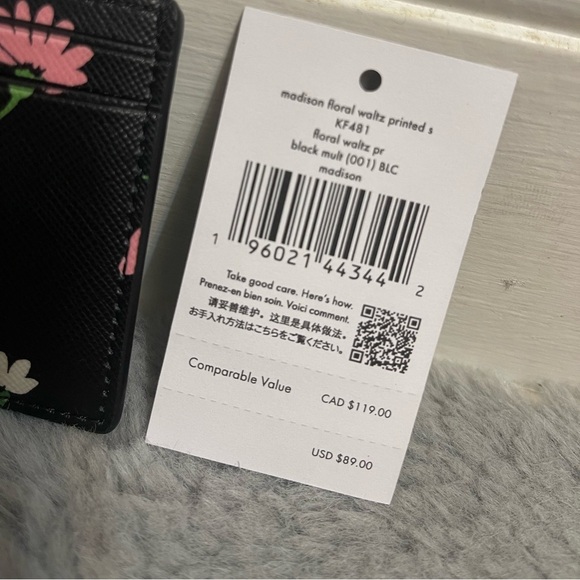 madison floral waltz printed s
KF481
floral waltz pr
black mult (001) BLC
madison
1 96021 44344 2
Take good care. Here's how.
Prenez-en bien soin. Voici comment.
请妥善维护。这里是具体做法。
お手入れ方法はこちらをご覧ください。
Comparable Value
CAD $119.00
USD $89.00